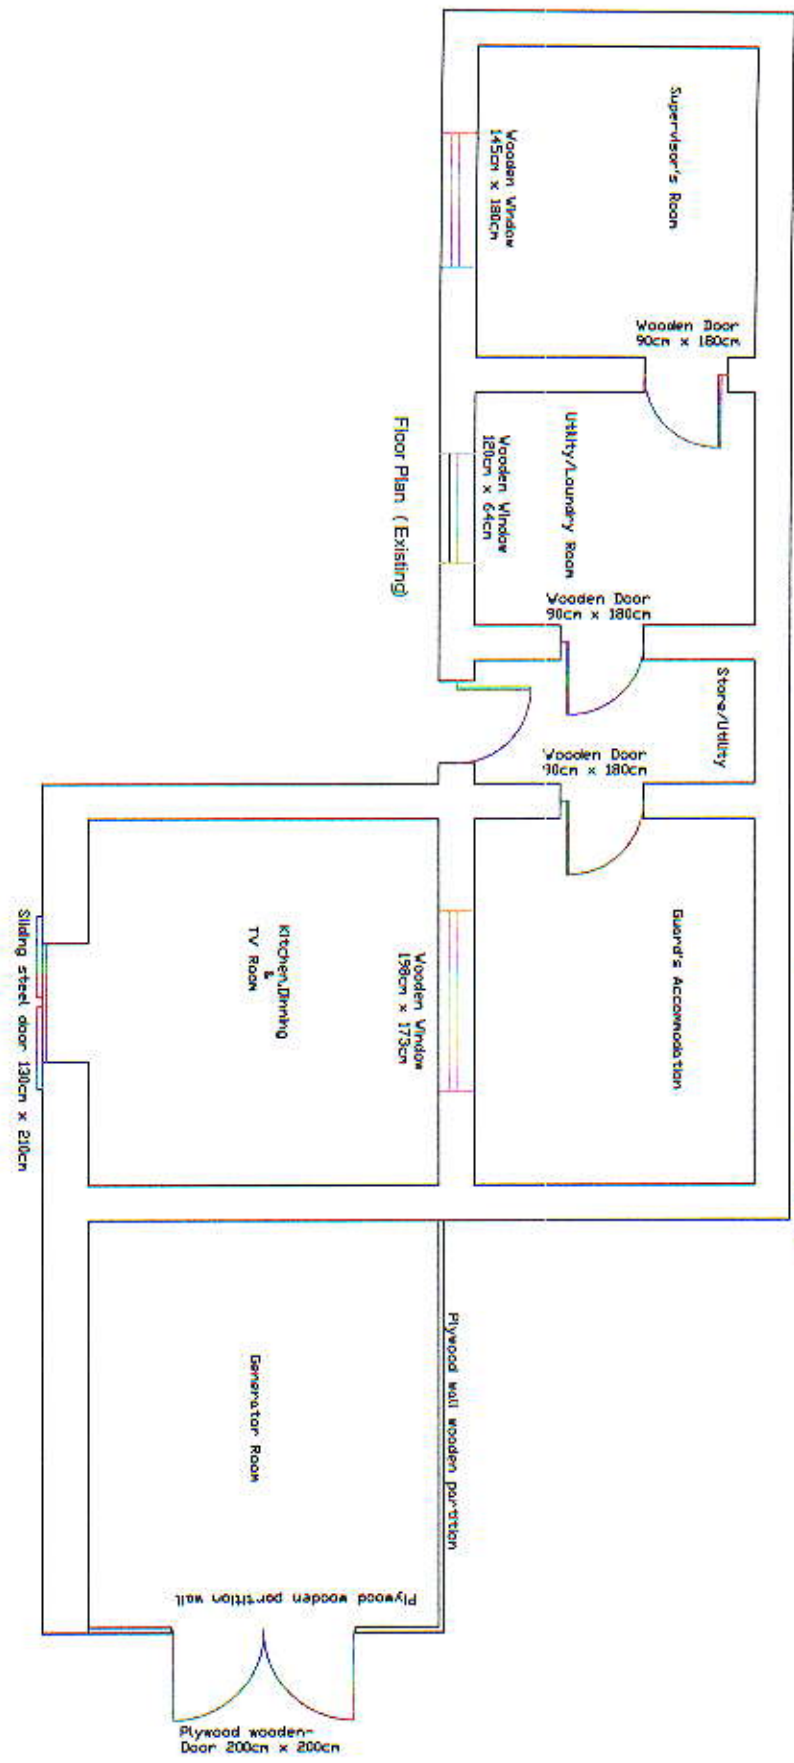 Supervisor's Room
Wooden Window
145cm x 180cm
Wooden Door
90cm x 180cm
Utility/Laundry Room
Wooden Window
120cm x 64cm
Floor Plan ( Existing)
Wooden Door
90cm x 180cm
Store/Utility
Wooden Door
90cm x 180cm
Guard's Accommodation
Wooden Window
198cm x 173cm
Kitchen,Dinning
&
TV Room
Sliding steel door 130cm x 210cm
Plywood wall wooden partition
Generator Room
Plywood wooden partition wall
Plywood wooden-
Door 200cm x 200cm